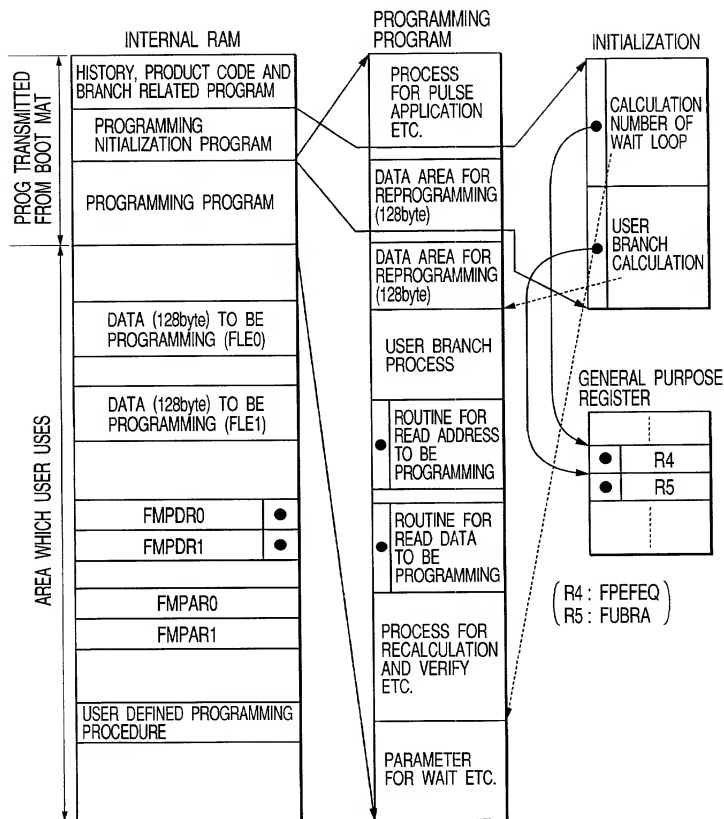 INTERNAL RAM
PROG TRANSMITTED
FROM BOOT MAT
HISTORY, PRODUCT CODE AND
BRANCH RELATED PROGRAM
PROGRAMMING
NITIALIZATION PROGRAM
PROGRAMMING PROGRAM
AREA WHICH USER USES
DATA (128byte) TO BE
PROGRAMMING (FLE0)
DATA (128byte) TO BE
PROGRAMMING (FLE1)
FMPDR0
FMPDR1
FMPAR0
FMPAR1
USER DEFINED PROGRAMMING
PROCEDURE
PROGRAMMING
PROGRAM
PROCESS
FOR PULSE
APPLICATION
ETC.
DATA AREA FOR
REPROGRAMMING
(128byte)
DATA AREA FOR
REPROGRAMMING
(128byte)
USER BRANCH
PROCESS
ROUTINE FOR
READ ADDRESS
TO BE
PROGRAMMING
ROUTINE FOR
READ DATA
TO BE
PROGRAMMING
PROCESS FOR
RECALCULATION
AND VERIFY
ETC.
PARAMETER
FOR WAIT ETC.
INITIALIZATION
CALCULATION
NUMBER OF
WAIT LOOP
USER
BRANCH
CALCULATION
GENERAL PURPOSE
REGISTER
R4
R5
(R4 : FPEFEQ
R5 : FUBRA)